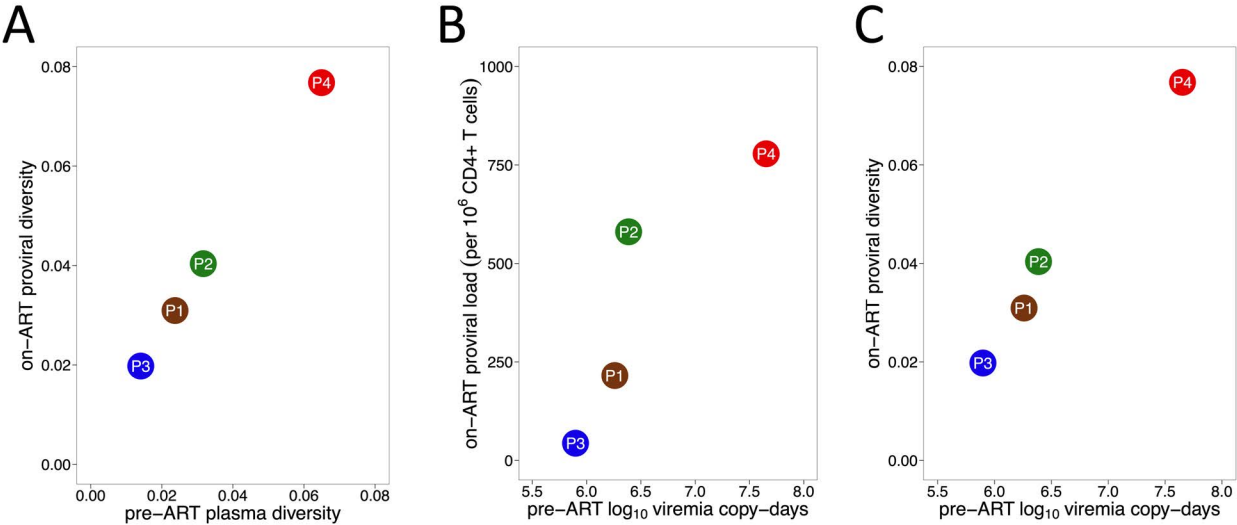 A
on−ART proviral diversity
0.08
0.06
0.04
0.02
0.00
P4
P2
P1
P3
0.00 0.02 0.04 0.06 0.08
pre−ART plasma diversity
B
on−ART proviral load (per 10⁶ CD4+ T cells)
1000
750
500
250
0
P4
P2
P1
P3
5.5 6.0 6.5 7.0 7.5 8.0
pre−ART log₁₀ viremia copy−days
C
on−ART proviral diversity
0.08
0.06
0.04
0.02
0.00
P4
P2
P1
P3
5.5 6.0 6.5 7.0 7.5 8.0
pre−ART log₁₀ viremia copy−days